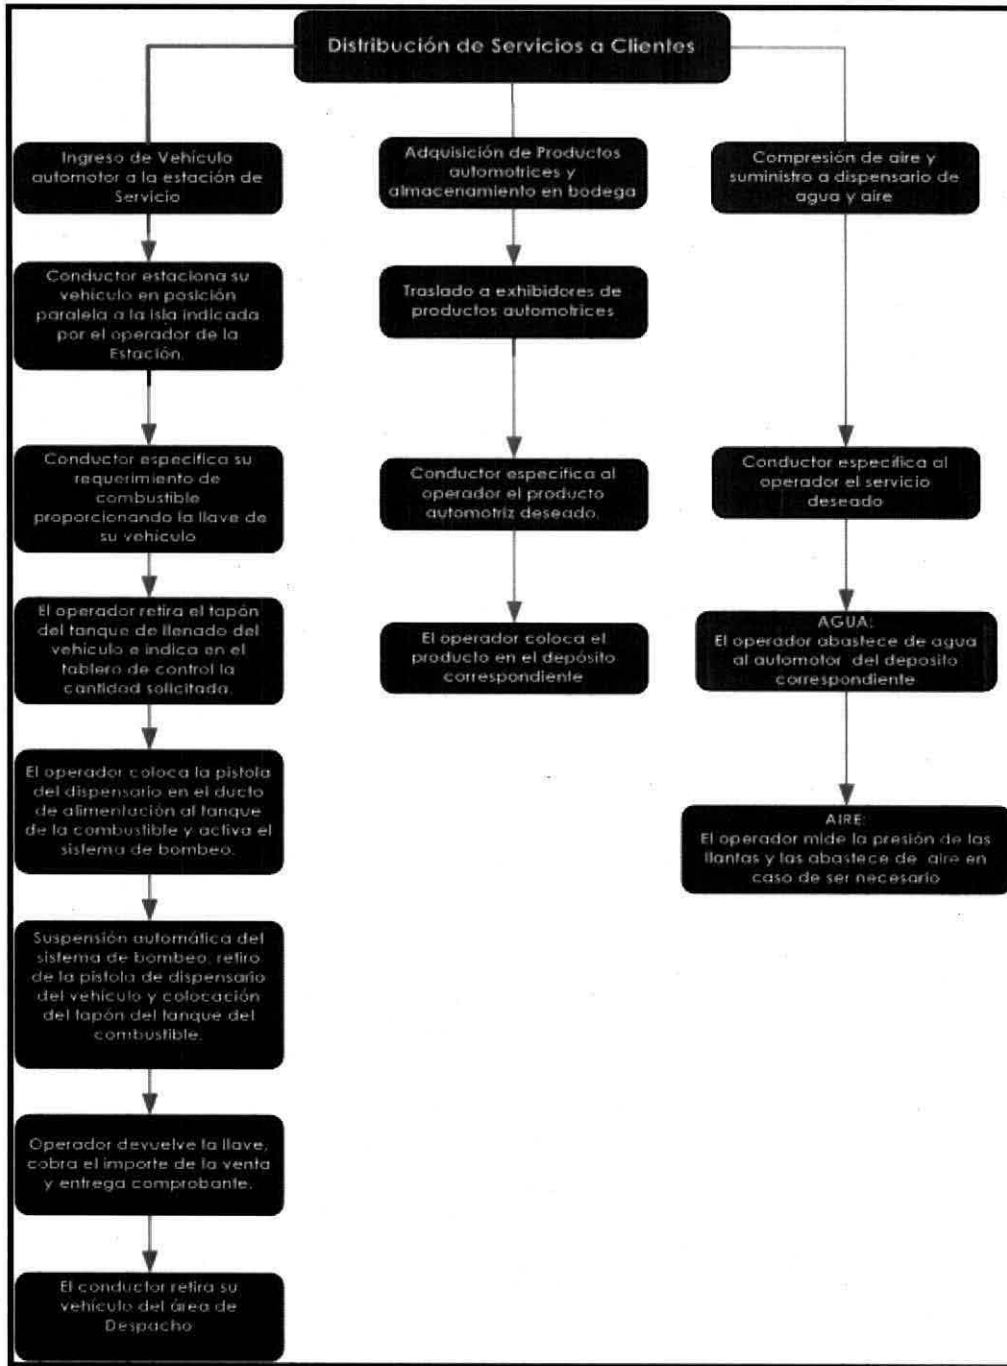 Distribución de Servicios a Clientes
Ingreso de Vehículo
automotor a la estación de
Servicio
Conductor estaciona su
vehículo en posición
paralela a la isla indicada
por el operador de la
Estación.
Conductor especifica su
requerimiento de
combustible
proporcionando la llave de
su vehículo
El operador retira el tapón
del tanque de llenado del
vehículo e indica en el
tablero de control la
cantidad solicitada.
El operador coloca la pistola
del dispensario en el ducto
de alimentación al tanque
de la combustible y activa el
sistema de bombeo.
Suspensión automática del
sistema de bombeo, retiro
de la pistola de dispensario
del vehículo y colocación
del tapón del tanque del
combustible.
Operador devuelve la llave,
cobra el importe de la venta
y entrega comprobante.
El conductor retira su
vehículo del área de
Despacho
Adquisición de Productos
automotrices y
almacenamiento en bodega
Traslado a exhibidores de
productos automotrices
Conductor especifica al
operador el producto
automotriz deseado.
El operador coloca el
producto en el depósito
correspondiente
Compresión de aire y
suministro a dispensario de
agua y aire
Conductor especifica al
operador el servicio
deseado
AGUA:
El operador abastece de agua
al automotor del deposito
correspondiente
AIRE:
El operador mide la presión de las
llantas y las abastece de aire en
caso de ser necesario